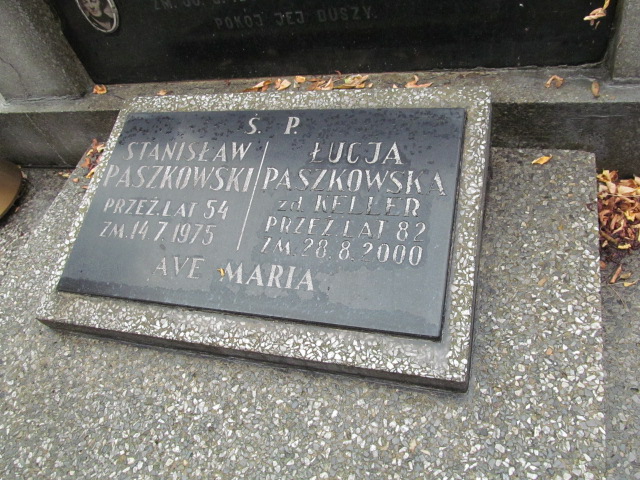 POKÓJ JEJ DUSZY.
Ś. P.
STANISŁAW
PASZKOWSKI
PRZEŻ. LAT 54
ZM. 14 7 1975
ŁUCJA
PASZKOWSKA
zd KELLER
PRZEŻ. LAT 82
ZM. 28. 8. 2000
AVE MARIA